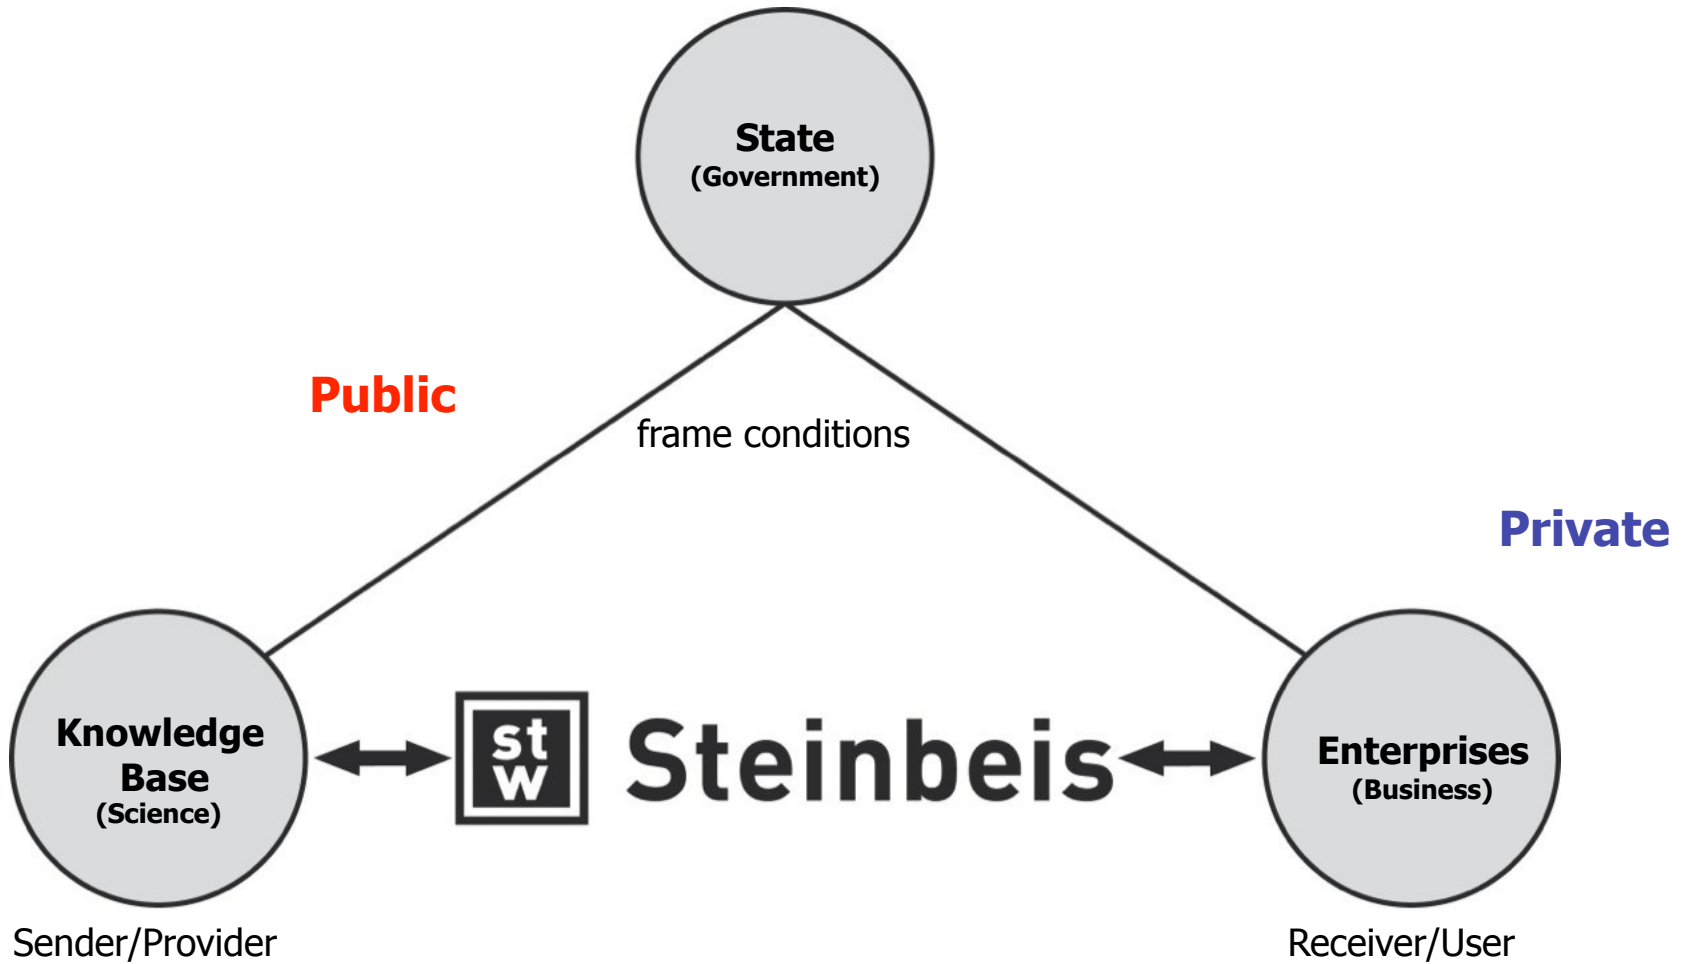 State
(Government)
Public
frame conditions
Private
Knowledge
Base
(Science)
st
w
Steinbeis
Enterprises
(Business)
Sender/Provider
Receiver/User